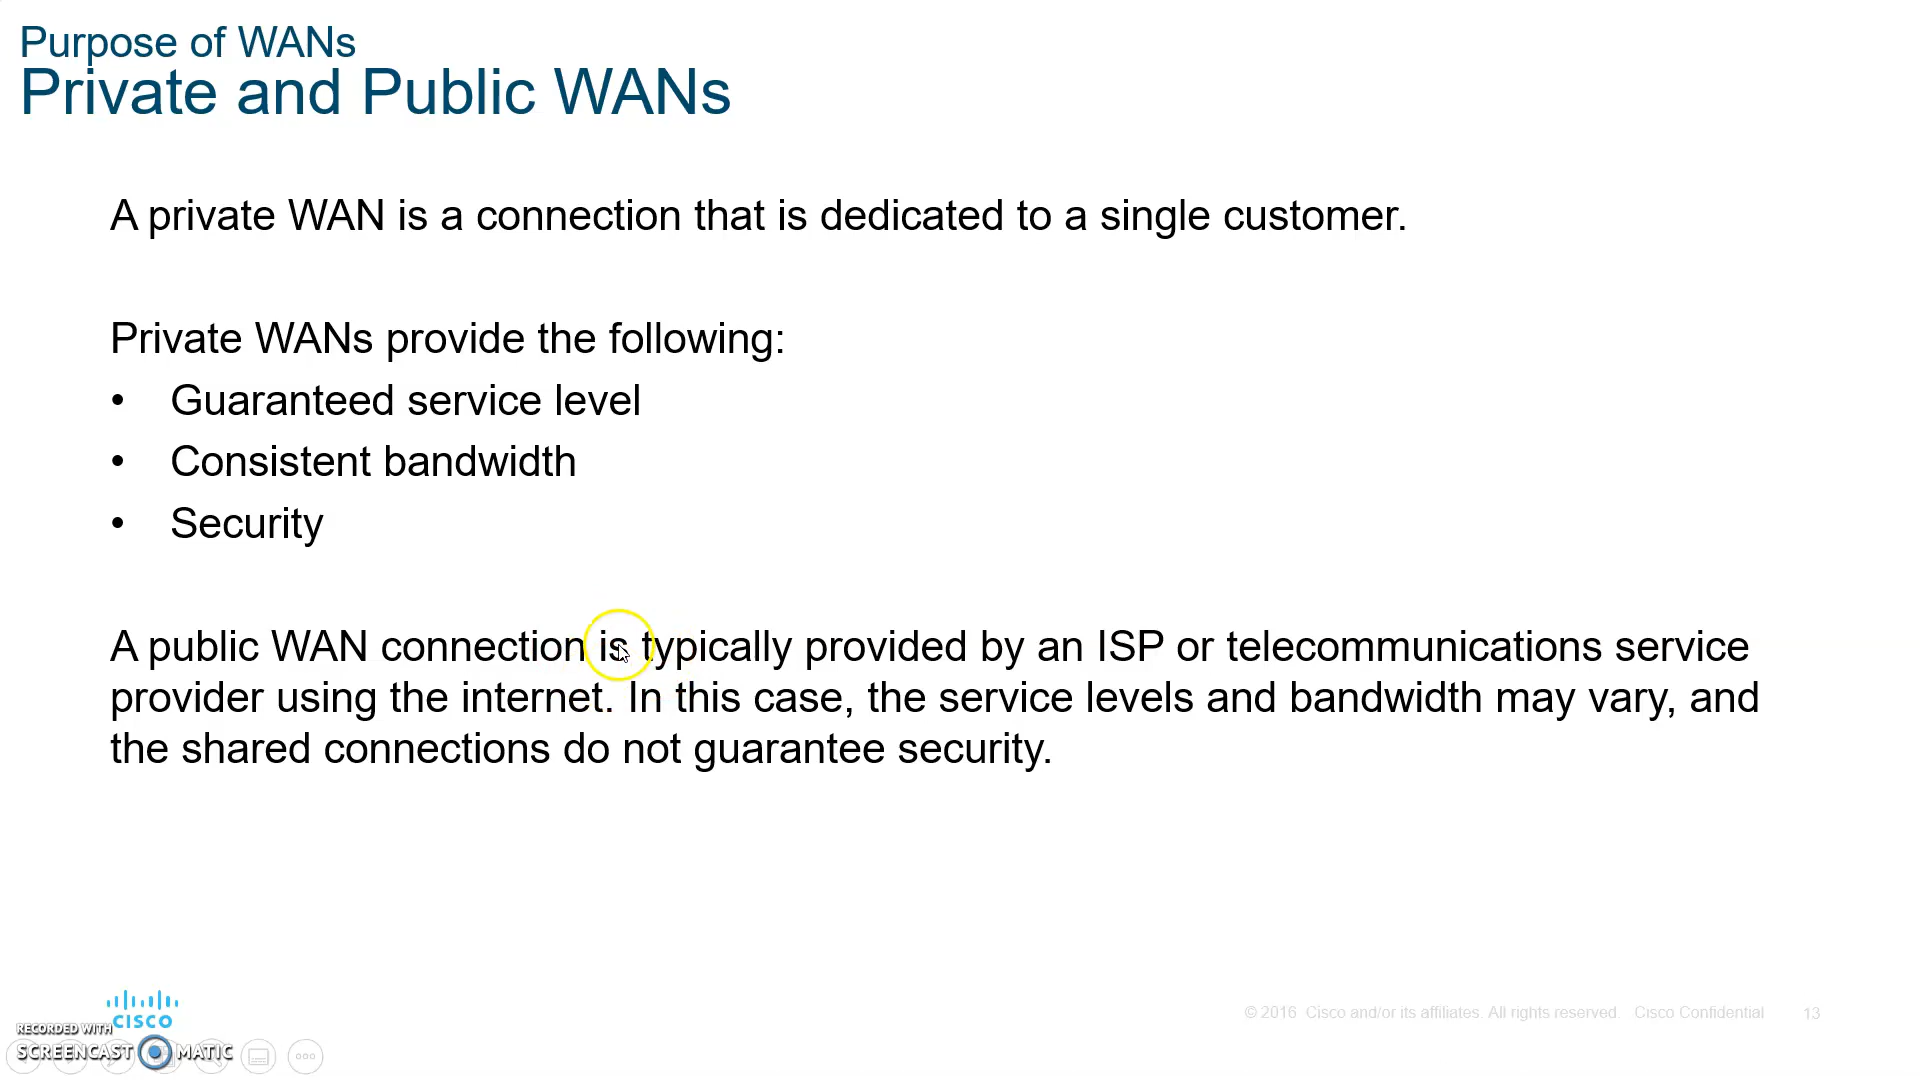 Purpose of WANs
Private and Public WANs
A private WAN is a connection that is dedicated to a single customer.
Private WANs provide the following:
• Guaranteed service level
• Consistent bandwidth
• Security
A public WAN connection is typically provided by an ISP or telecommunications service
provider using the internet. In this case, the service levels and bandwidth may vary, and
the shared connections do not guarantee security.
CISCO
© 2016 Cisco and/or its affiliates. All rights reserved. Cisco Confidential 13
RECORDED WITH
SCREENCAST MATIC